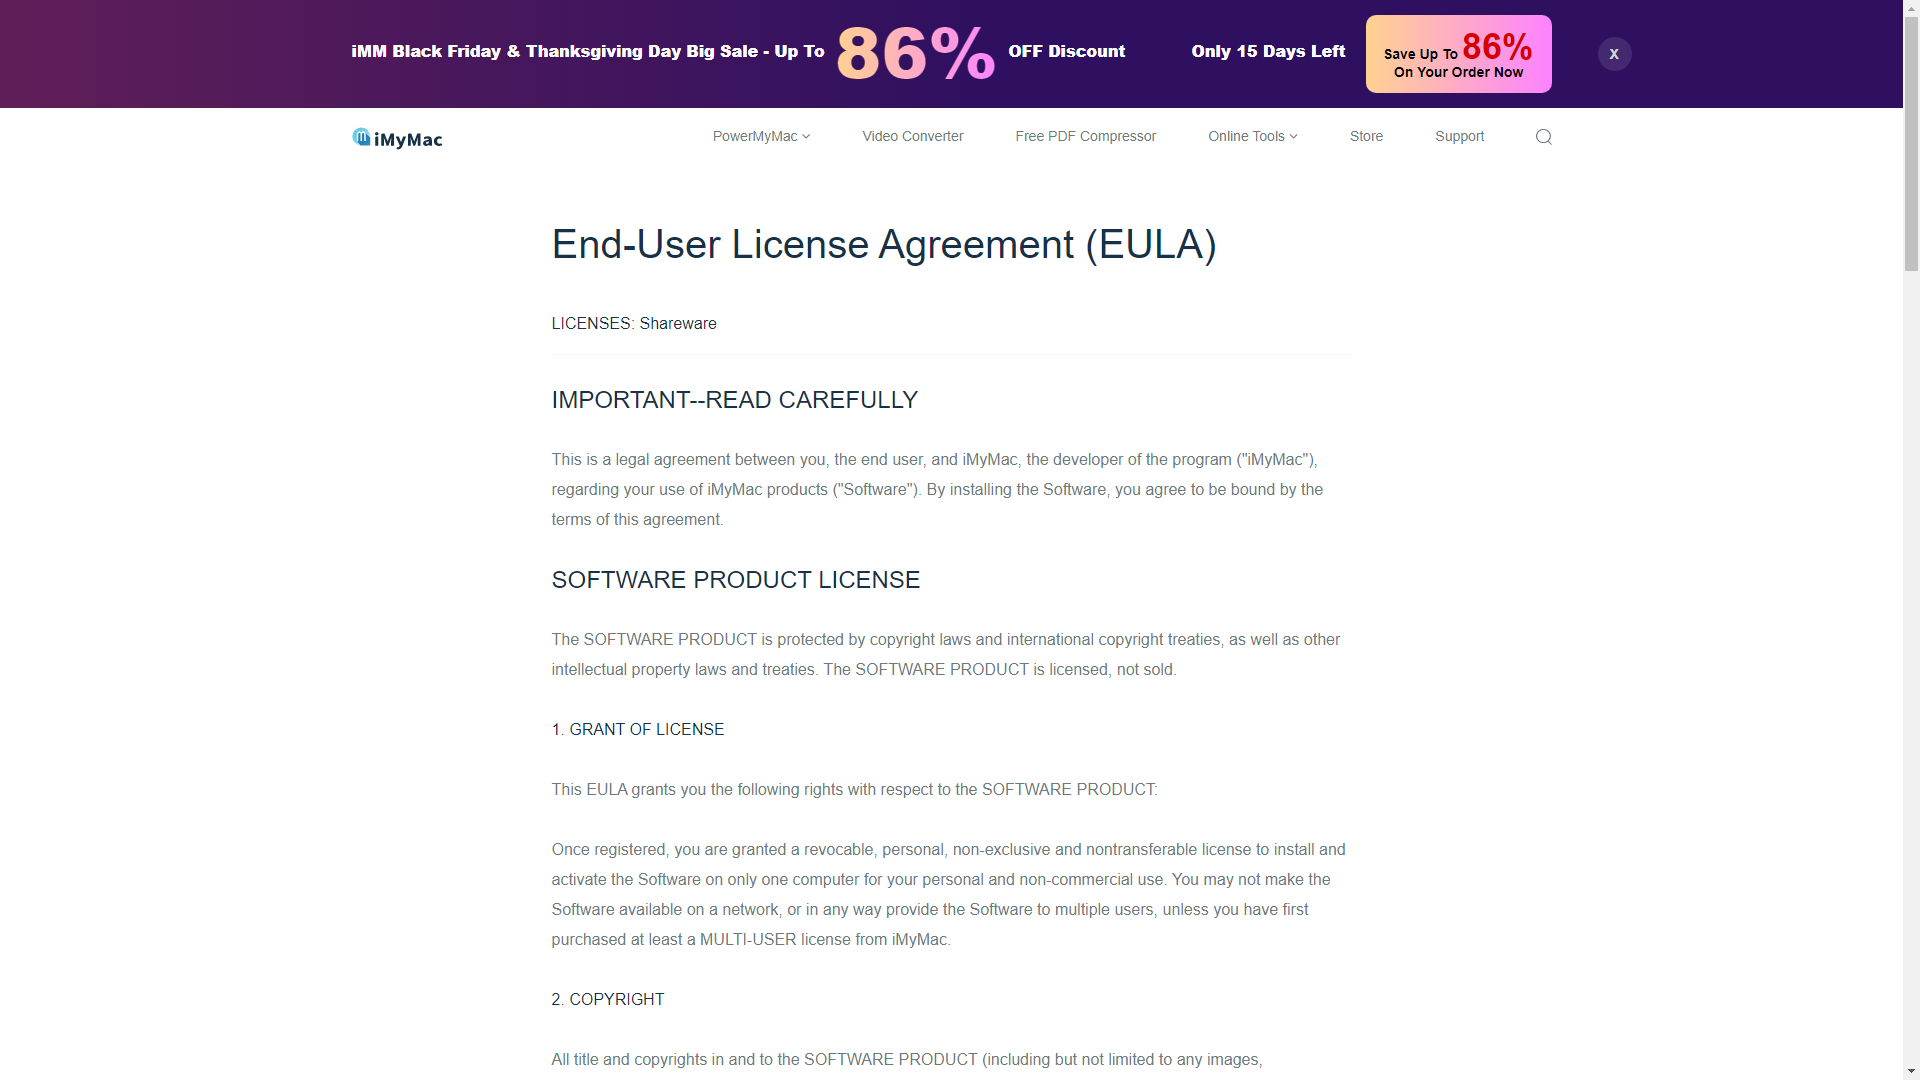 iMM Black Friday & Thanksgiving Day Big Sale - Up To 86% OFF Discount
Only 15 Days Left
Save Up To 86%
On Your Order Now
X
iMyMac
PowerMyMac
Video Converter
Free PDF Compressor
Online Tools
Store
Support
End-User License Agreement (EULA)
LICENSES: Shareware
IMPORTANT--READ CAREFULLY
This is a legal agreement between you, the end user, and iMyMac, the developer of the program ("iMyMac"),
regarding your use of iMyMac products ("Software"). By installing the Software, you agree to be bound by the
terms of this agreement.
SOFTWARE PRODUCT LICENSE
The SOFTWARE PRODUCT is protected by copyright laws and international copyright treaties, as well as other
intellectual property laws and treaties. The SOFTWARE PRODUCT is licensed, not sold.
1. GRANT OF LICENSE
This EULA grants you the following rights with respect to the SOFTWARE PRODUCT:
Once registered, you are granted a revocable, personal, non-exclusive and nontransferable license to install and
activate the Software on only one computer for your personal and non-commercial use. You may not make the
Software available on a network, or in any way provide the Software to multiple users, unless you have first
purchased at least a MULTI-USER license from iMyMac.
2. COPYRIGHT
All title and copyrights in and to the SOFTWARE PRODUCT (including but not limited to any images,